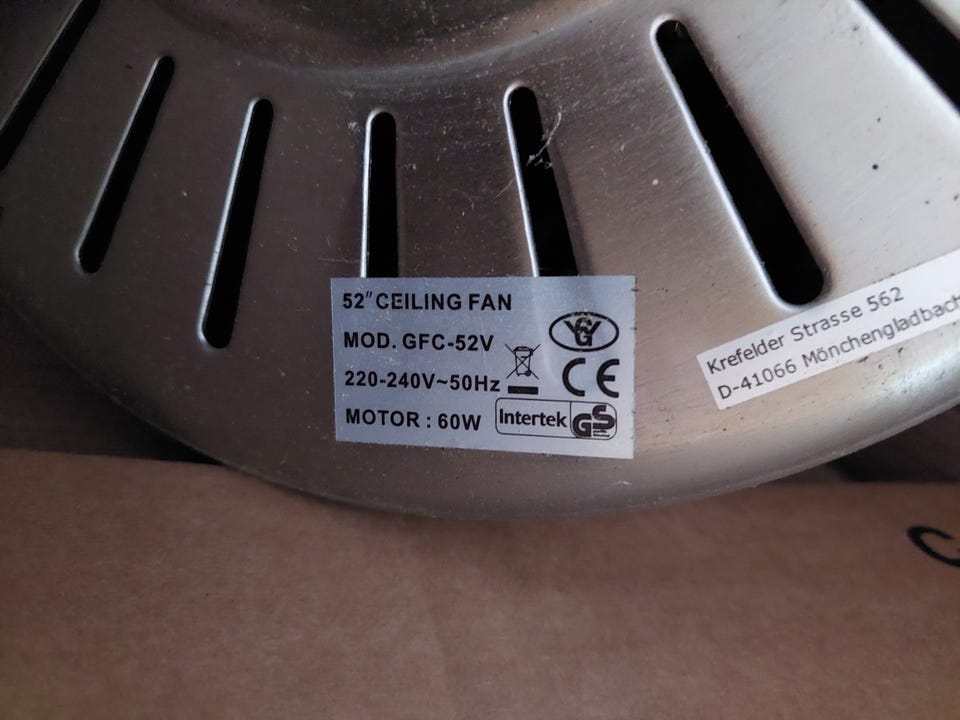 52" CEILING FAN
MOD. GFC-52V
220-240V~50Hz
MOTOR : 60W
CE
Intertek
GS
Krefelder Strasse 562
D-41066 Mönchengladbach